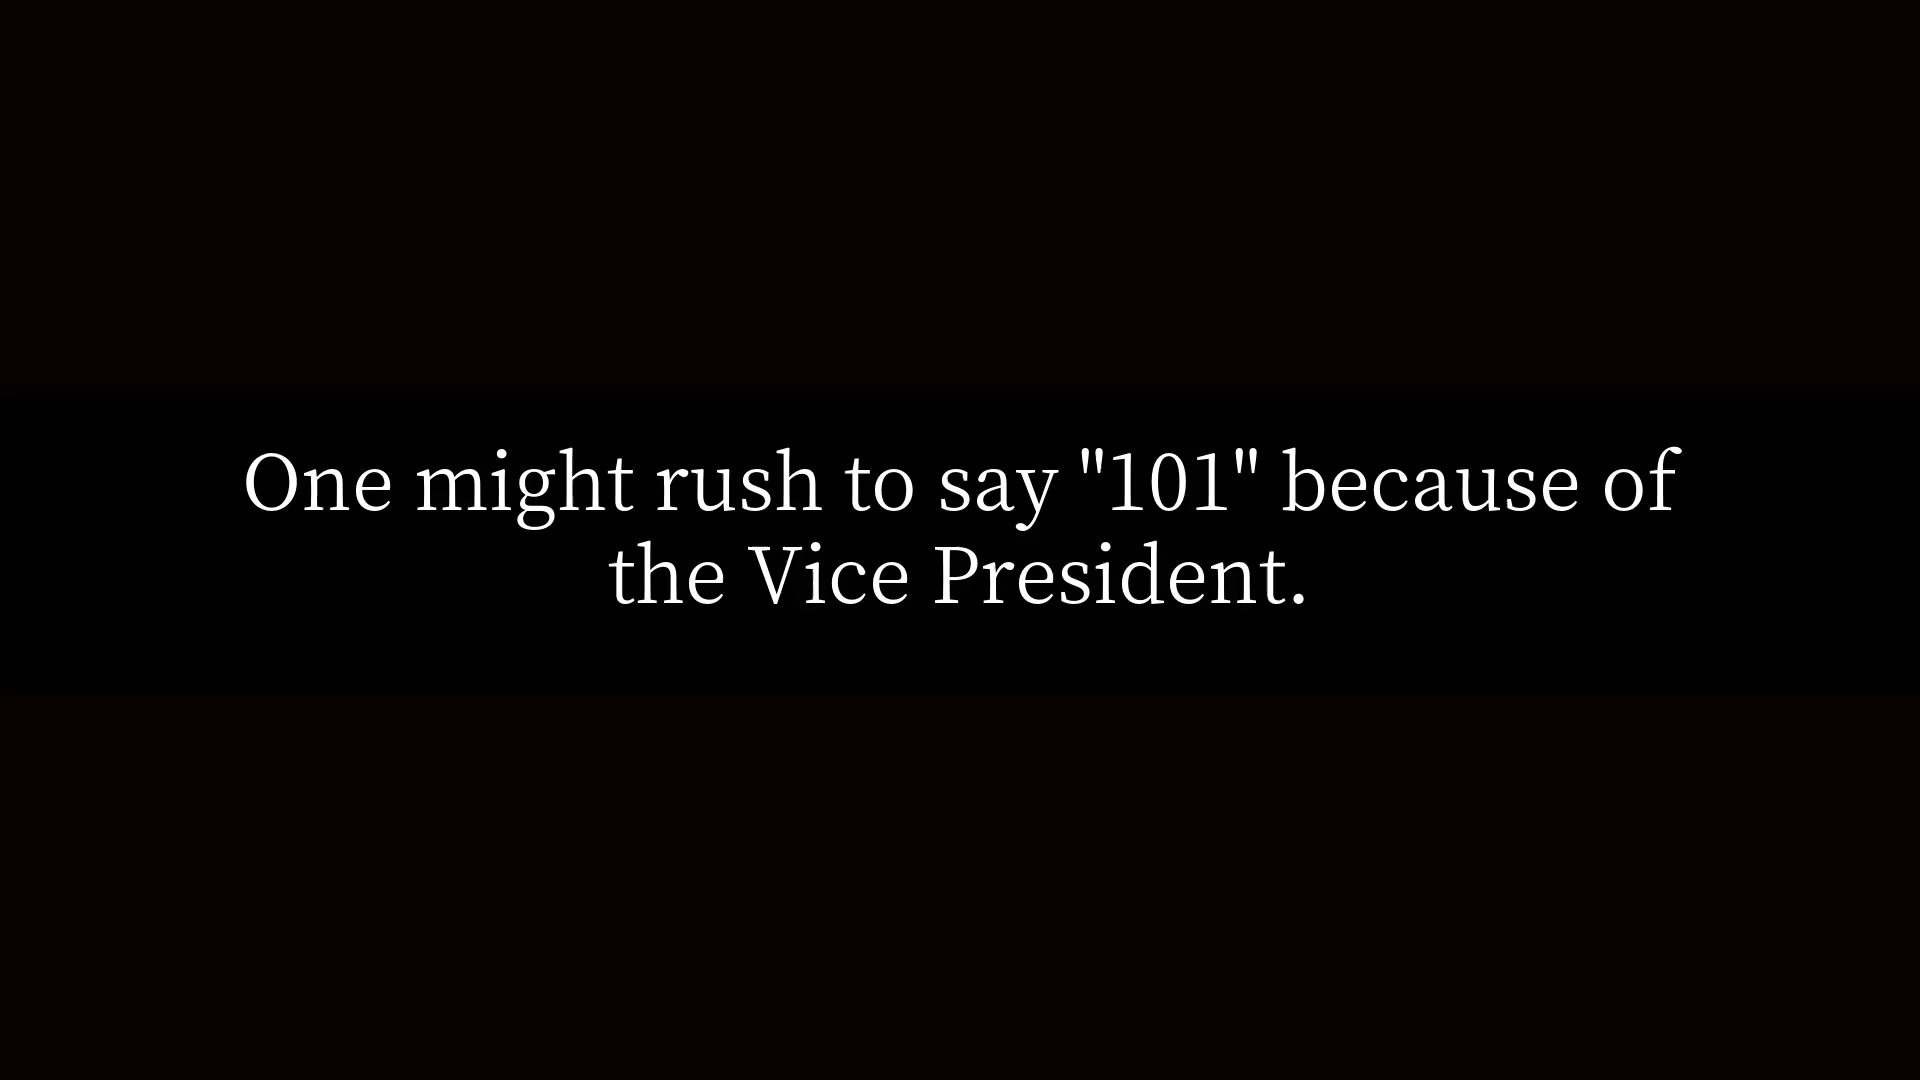 One might rush to say "101" because of
the Vice President.